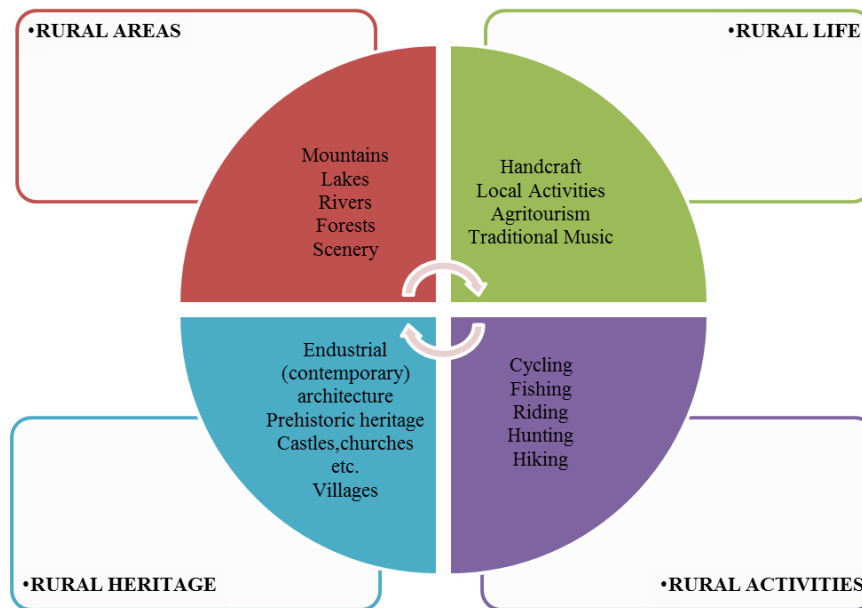 •RURAL AREAS
•RURAL LIFE
Mountains
Lakes
Rivers
Forests
Scenery
Handcraft
Local Activities
Agritourism
Traditional Music
Endustrial
(contemporary)
architecture
Prehistoric heritage
Castles,churches
etc.
Villages
Cycling
Fishing
Riding
Hunting
Hiking
•RURAL HERITAGE
•RURAL ACTIVITIES